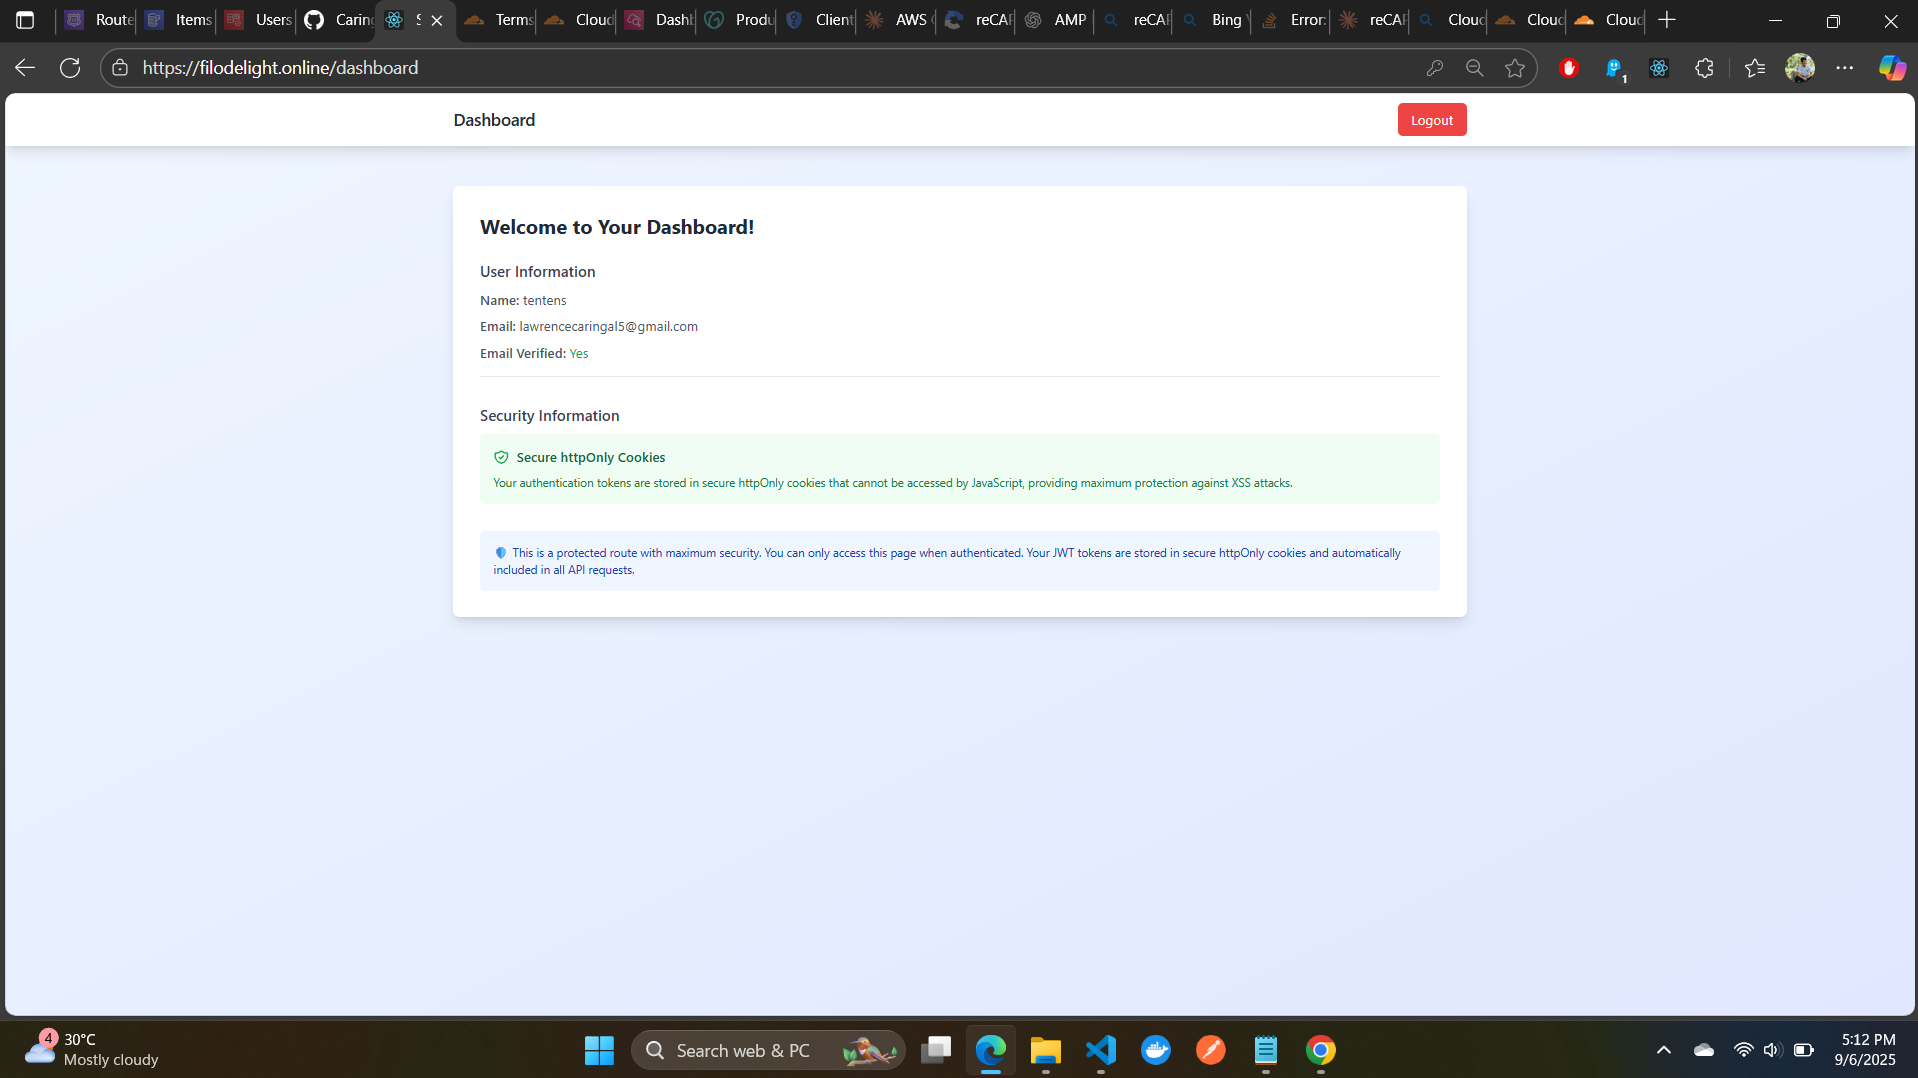 Route
Items
Users
Carin
Terms
Cloud
Dash
Produ
Client
AWS
reCAP
AMP
reCAP
Bing
Error:
reCAP
Cloud
Cloud
Cloud
https://filodelight.online/dashboard
1
Dashboard
Logout
Welcome to Your Dashboard!
User Information
Name: tentens
Email: lawrencecaringal5@gmail.com
Email Verified: Yes
Security Information
Secure httpOnly Cookies
Your authentication tokens are stored in secure httpOnly cookies that cannot be accessed by JavaScript, providing maximum protection against XSS attacks.
This is a protected route with maximum security. You can only access this page when authenticated. Your JWT tokens are stored in secure httpOnly cookies and automatically
included in all API requests.
4
30°C
Mostly cloudy
Search web & PC
5:12 PM
9/6/2025